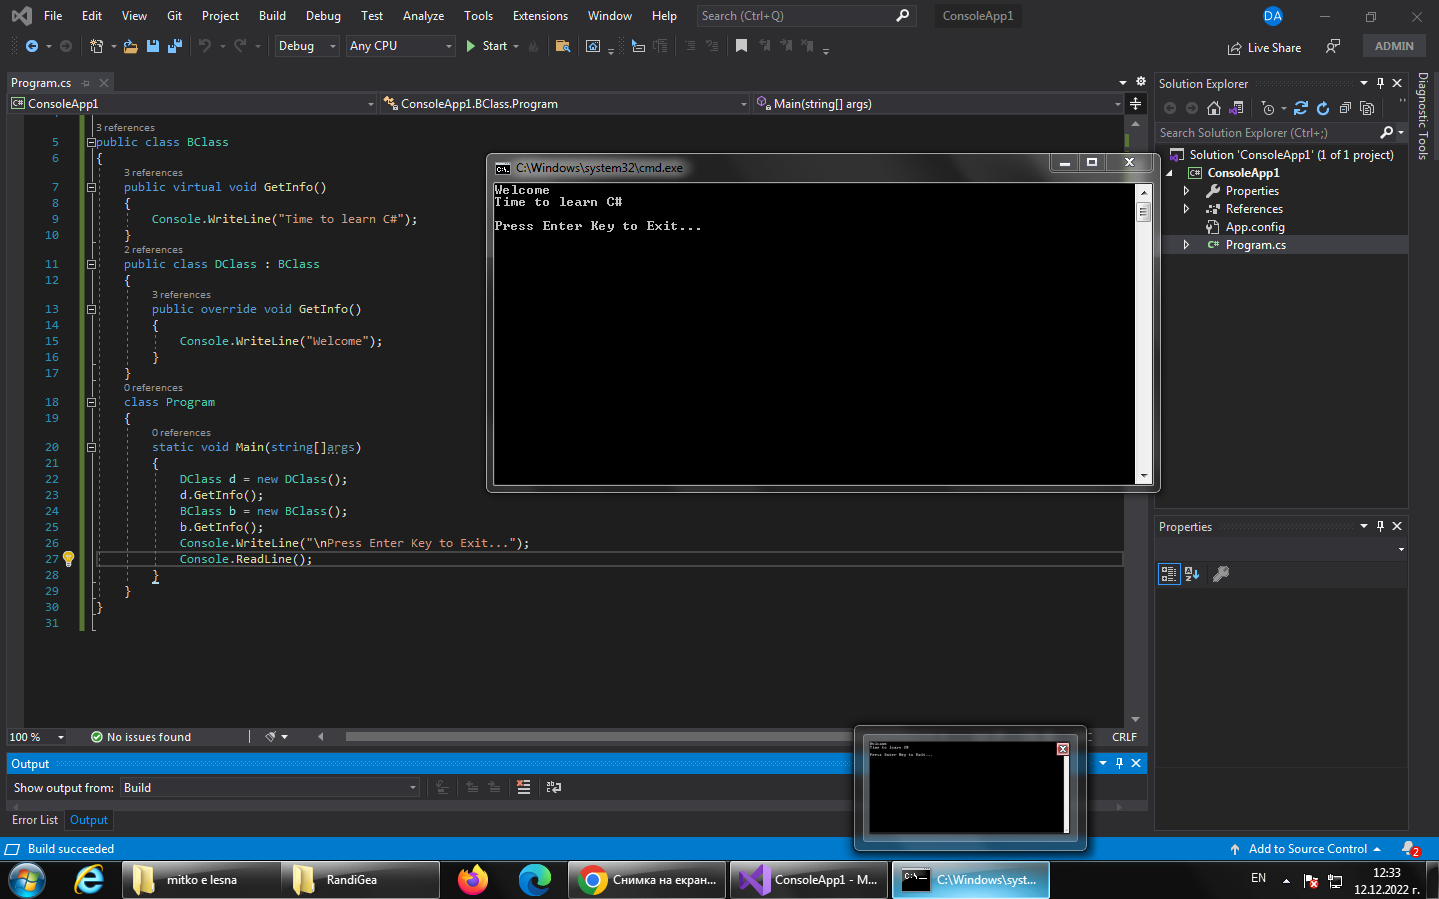 File Edit View Git Project Build Debug Test Analyze Tools Extensions Window Help Search (Ctrl+Q) ConsoleApp1 DA
Debug Any CPU Start Live Share ADMIN
Program.cs
ConsoleApp1 ConsoleApp1.BClass.Program Main(string[] args)
3 references
5 public class BClass
6 {
3 references
7 public virtual void GetInfo()
8 {
9 Console.WriteLine("Time to learn C#");
10 }
2 references
11 public class DClass : BClass
12 {
3 references
13 public override void GetInfo()
14 {
15 Console.WriteLine("Welcome");
16 }
17 }
0 references
18 class Program
19 {
0 references
20 static void Main(string[]args)
21 {
22 DClass d = new DClass();
23 d.GetInfo();
24 BClass b = new BClass();
25 b.GetInfo();
26 Console.WriteLine("\nPress Enter Key to Exit...");
27 Console.ReadLine();
28 }
29 }
30 }
31
C:\Windows\system32\cmd.exe
Welcome
Time to learn C#
Press Enter Key to Exit...
Solution Explorer
Search Solution Explorer (Ctrl+;)
Solution 'ConsoleApp1' (1 of 1 project)
ConsoleApp1
Properties
References
App.config
Program.cs
Diagnostic Tools
Properties
100 % No issues found CRLF
Output
Show output from: Build
Error List Output
Welcome
Time to learn C#
Press Enter Key to Exit...
Build succeeded Add to Source Control 2
mitko e lesna RandiGea Снимка на екран... ConsoleApp1 - M... C:\Windows\syst... EN 12:33
12.12.2022 г.